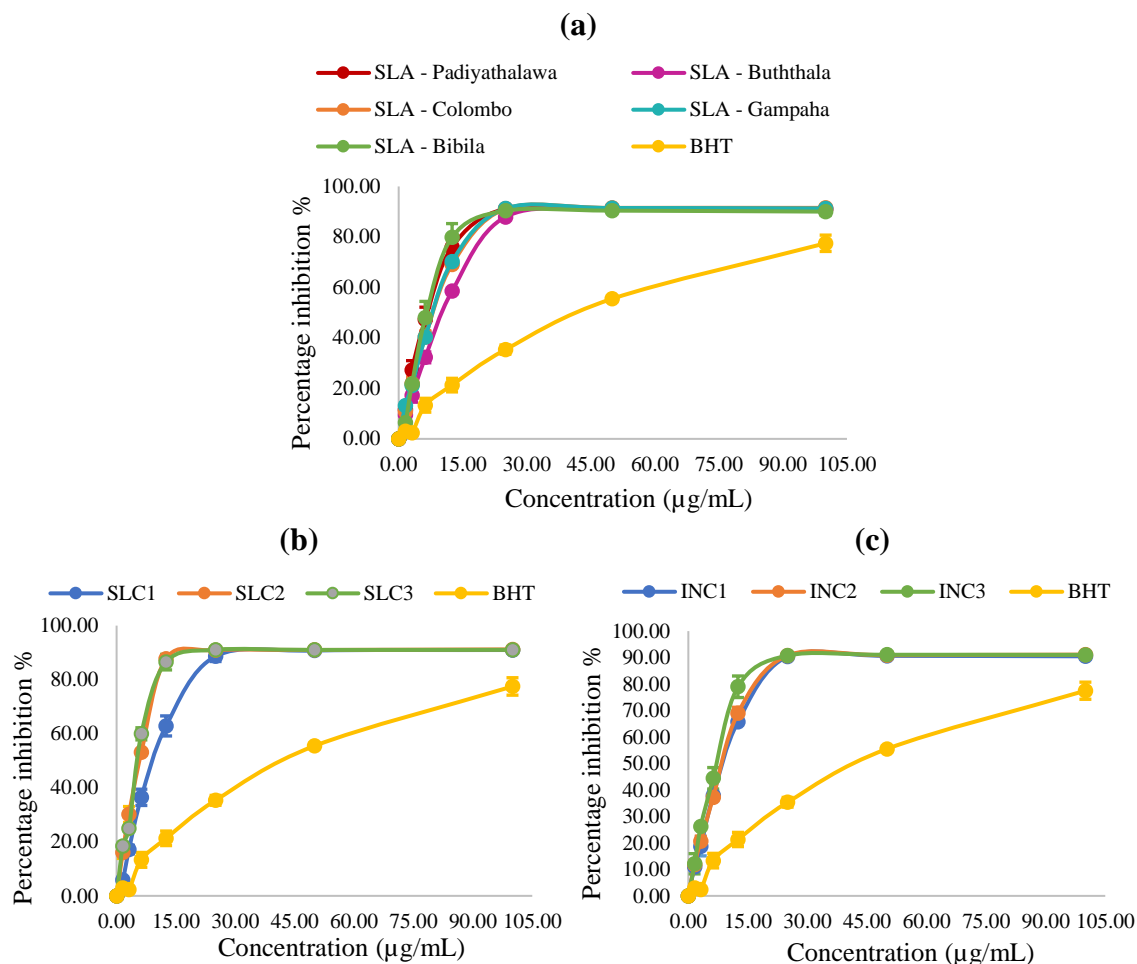 (a)
SLA - Padiyathalawa
SLA - Buththala
SLA - Colombo
SLA - Gampaha
SLA - Bibila
BHT
Percentage inhibition %
100.00
80.00
60.00
40.00
20.00
0.00
0.00 15.00 30.00 45.00 60.00 75.00 90.00 105.00
Concentration (µg/mL)
(b)
SLC1 SLC2 SLC3 BHT
Percentage inhibition %
100.00
80.00
60.00
40.00
20.00
0.00
0.00 15.00 30.00 45.00 60.00 75.00 90.00 105.00
Concentration (µg/mL)
(c)
INC1 INC2 INC3 BHT
Percentage inhibition %
100.00
90.00
80.00
70.00
60.00
50.00
40.00
30.00
20.00
10.00
0.00
0.00 15.00 30.00 45.00 60.00 75.00 90.00 105.00
Concentration (µg/mL)